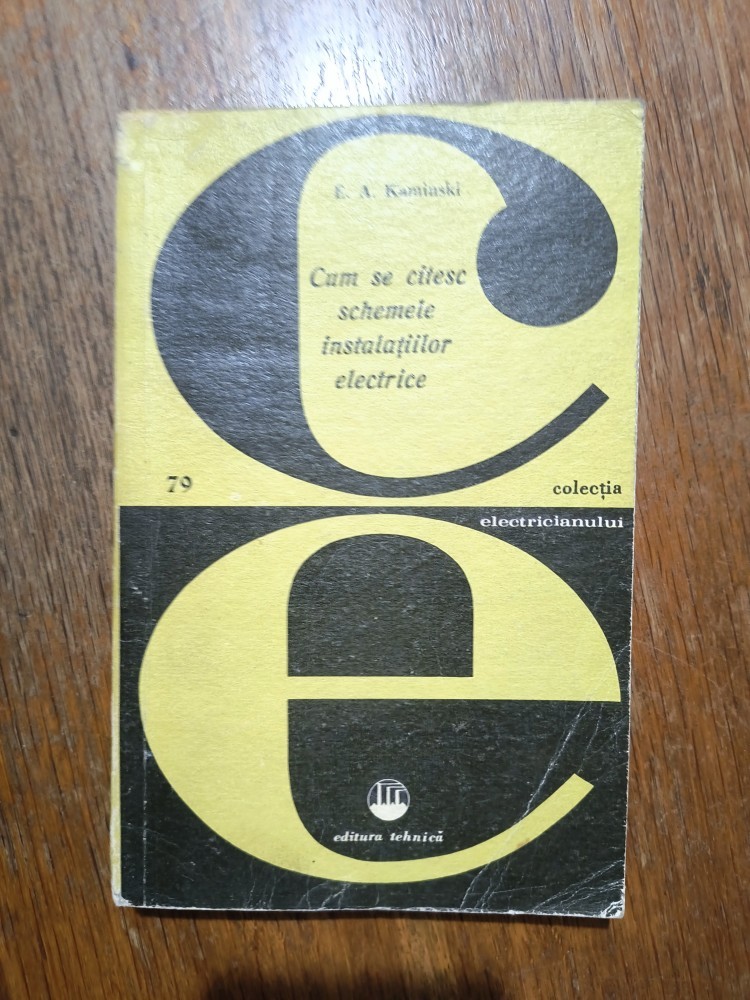 E. A. Kaminski
Cum se citesc
schemele
instalațiilor
electrice
79
colecția
electricianului
editura tehnică